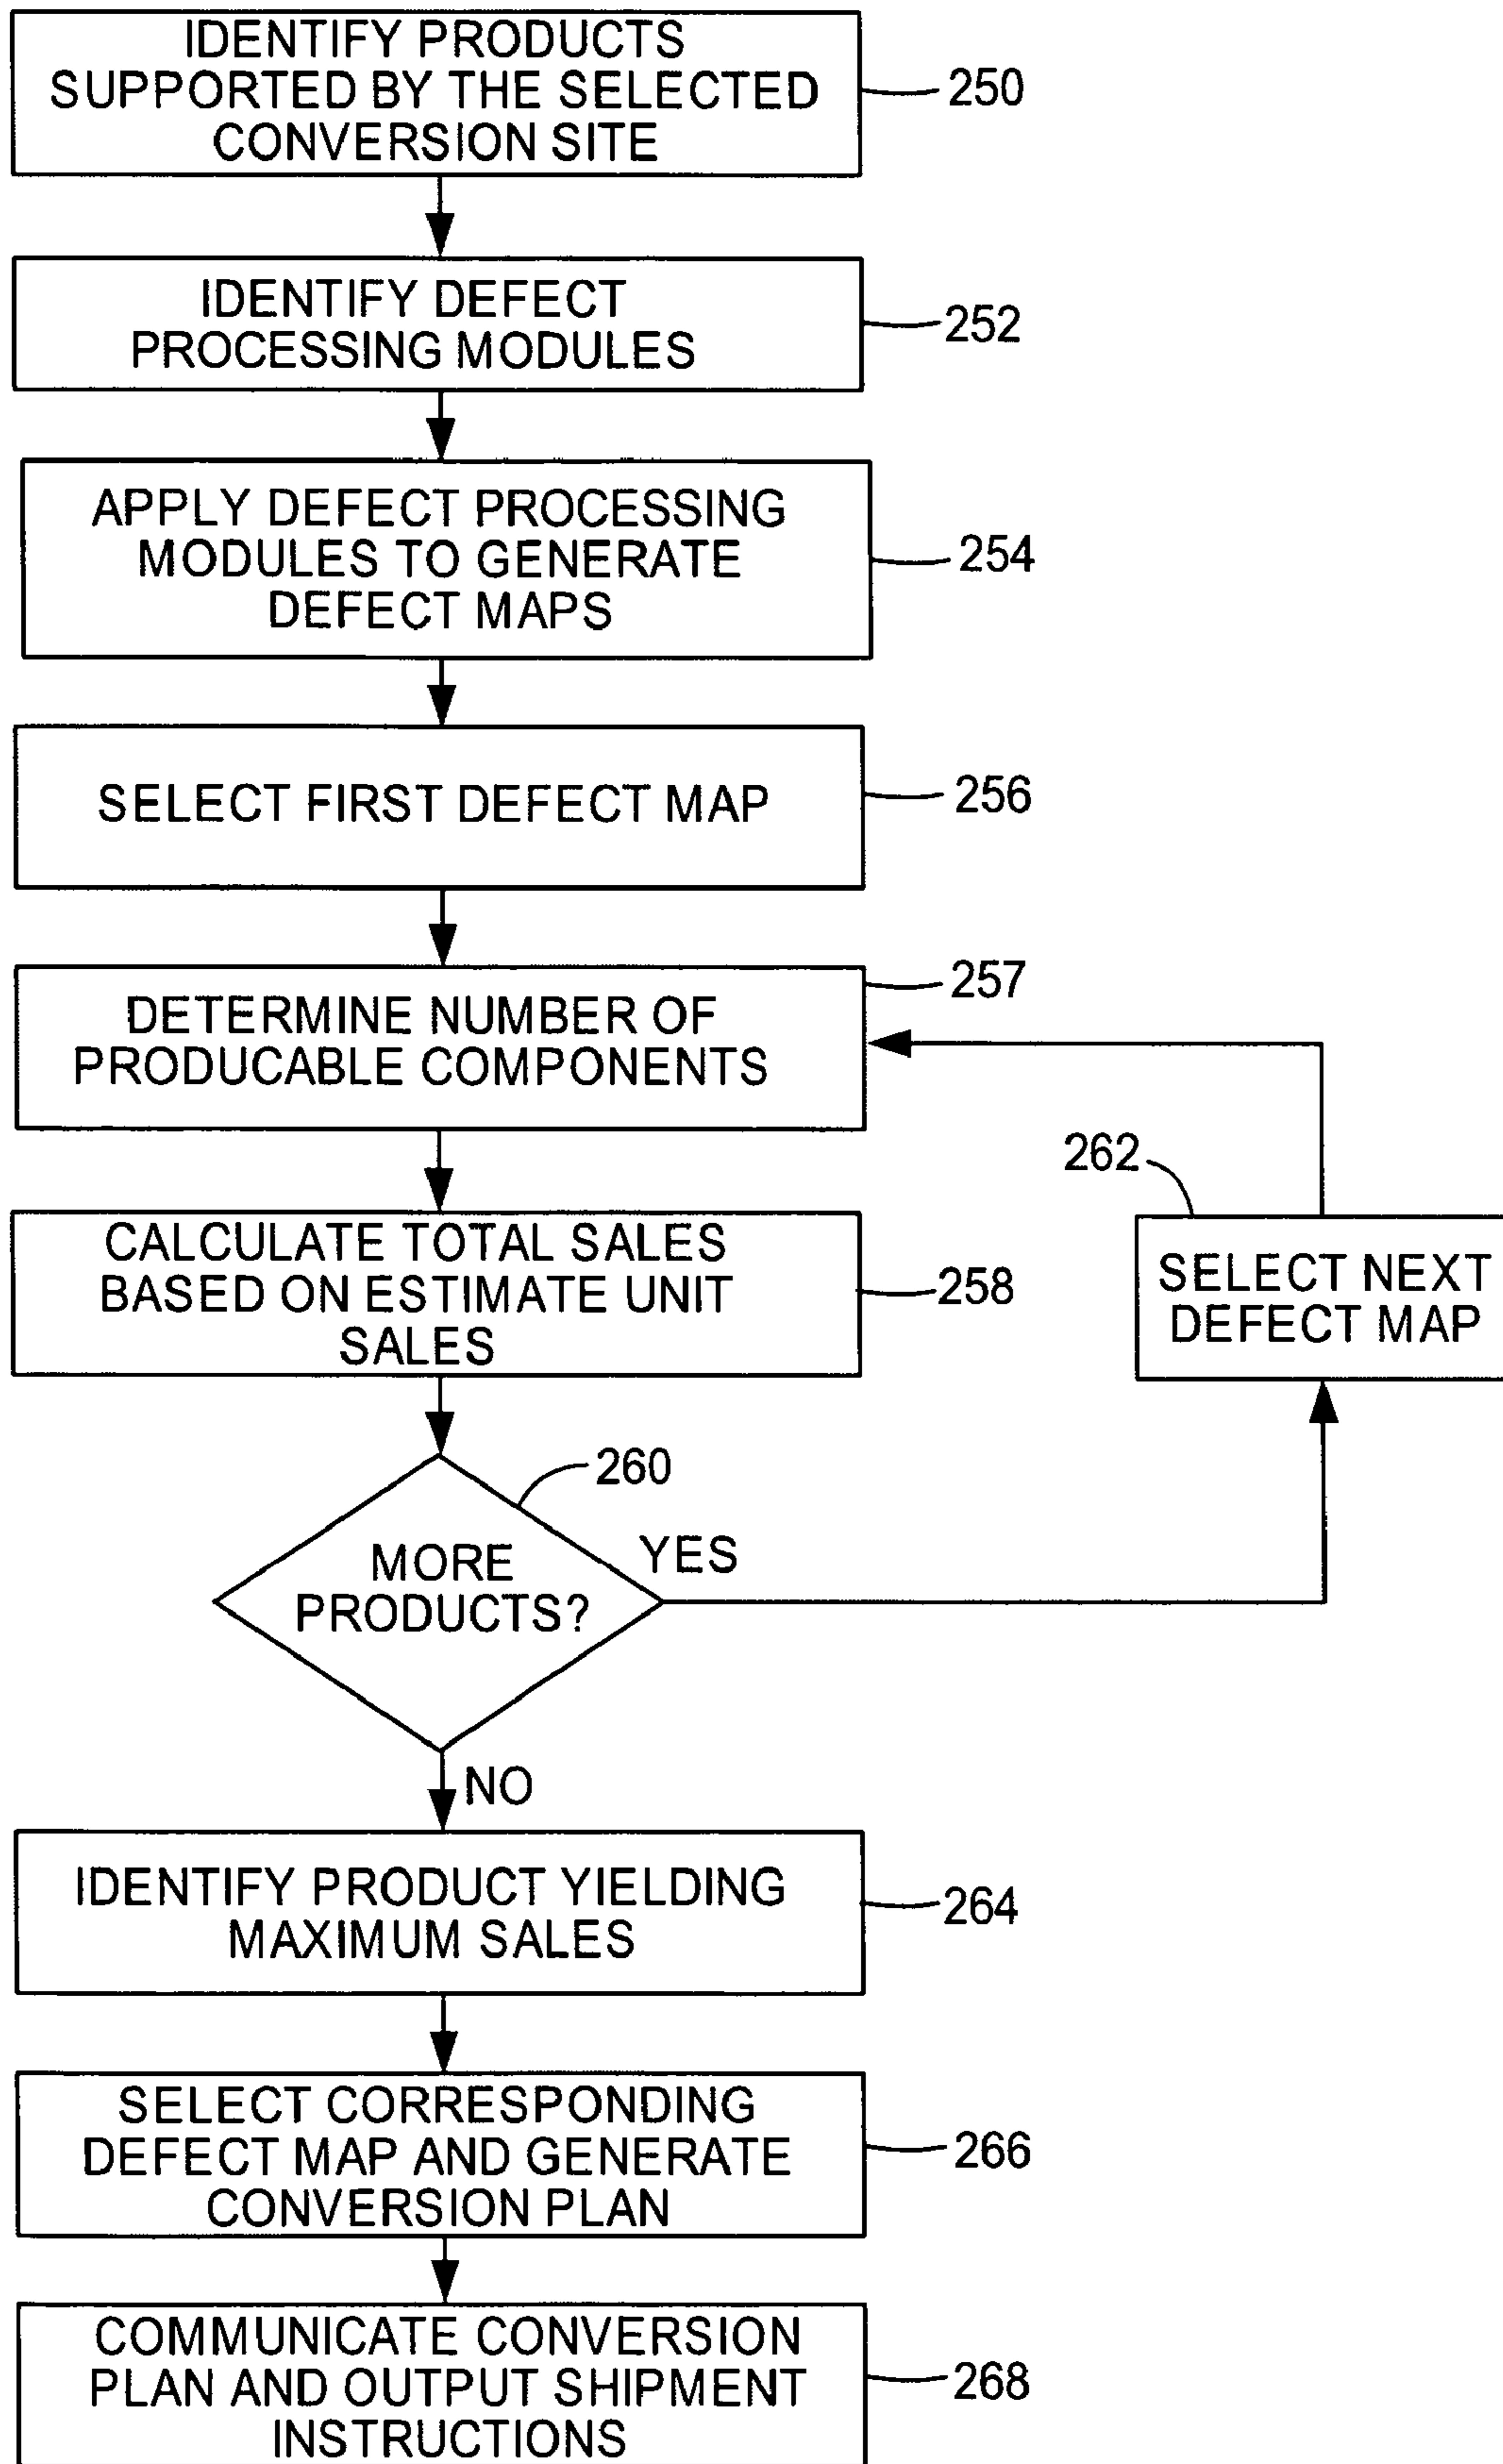 IDENTIFY PRODUCTS
SUPPORTED BY THE SELECTED
CONVERSION SITE
250
IDENTIFY DEFECT
PROCESSING MODULES
252
APPLY DEFECT PROCESSING
MODULES TO GENERATE
DEFECT MAPS
254
SELECT FIRST DEFECT MAP
256
DETERMINE NUMBER OF
PRODUCABLE COMPONENTS
257
CALCULATE TOTAL SALES
BASED ON ESTIMATE UNIT
SALES
258
262
SELECT NEXT
DEFECT MAP
260
MORE
PRODUCTS?
YES
NO
IDENTIFY PRODUCT YIELDING
MAXIMUM SALES
264
SELECT CORRESPONDING
DEFECT MAP AND GENERATE
CONVERSION PLAN
266
COMMUNICATE CONVERSION
PLAN AND OUTPUT SHIPMENT
INSTRUCTIONS
268